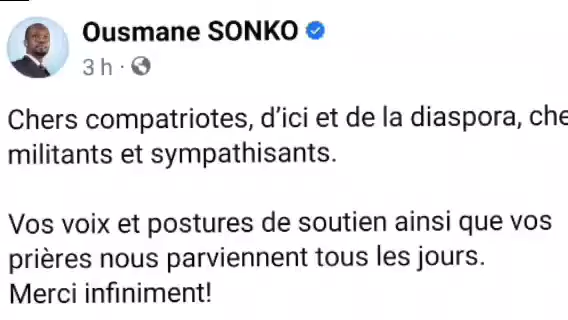 Ousmane SONKO
3 h ·
Chers compatriotes, d'ici et de la diaspora, che
militants et sympathisants.
Vos voix et postures de soutien ainsi que vos
prières nous parviennent tous les jours.
Merci infiniment!